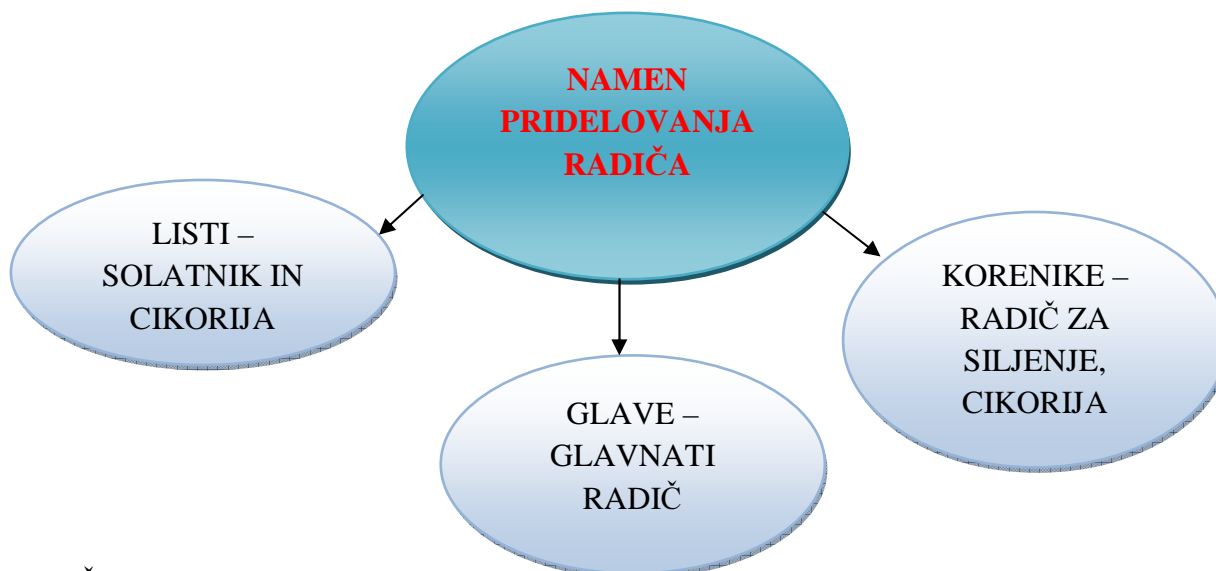 NAMEN
PRIDELOVANJA
RADIČA
LISTI –
SOLATNIK IN
CIKORIJA
GLAVE –
GLAVNATI
RADIČ
KORENIKE –
RADIČ ZA
SILJENJE,
CIKORIJA